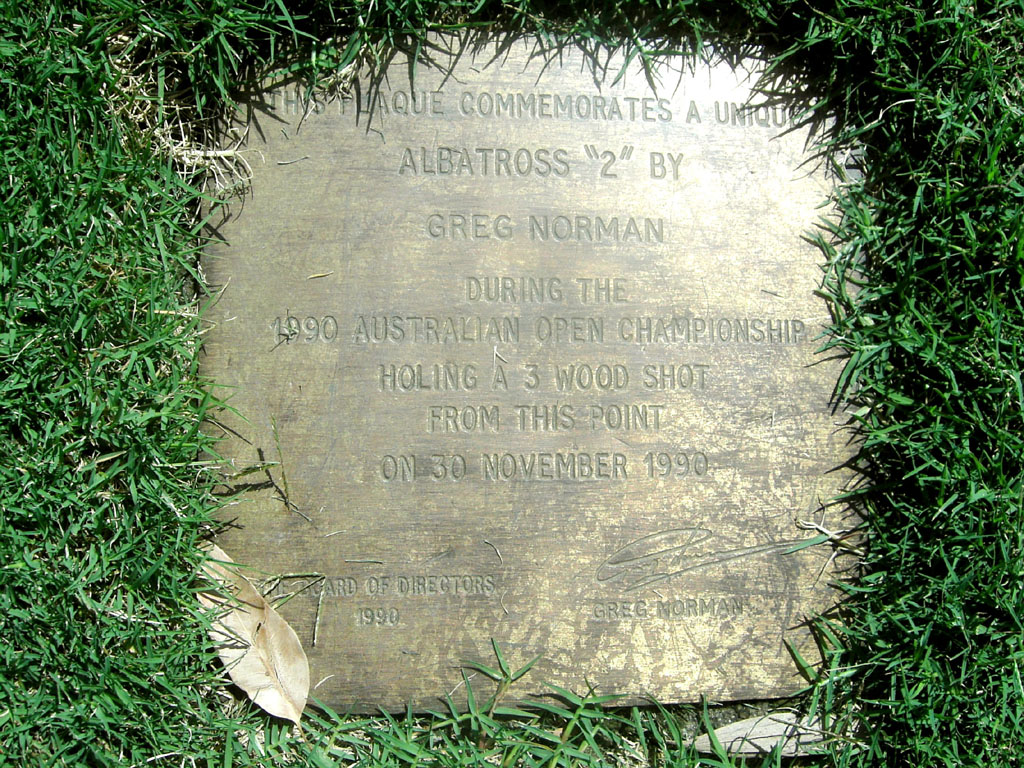 THIS PLAQUE COMMEMORATES A UNIQUE
ALBATROSS "2" BY
GREG NORMAN
DURING THE
1990 AUSTRALIAN OPEN CHAMPIONSHIP
HOLING A 3 WOOD SHOT
FROM THIS POINT
ON 30 NOVEMBER 1990
BOARD OF DIRECTORS
1990
GREG NORMAN